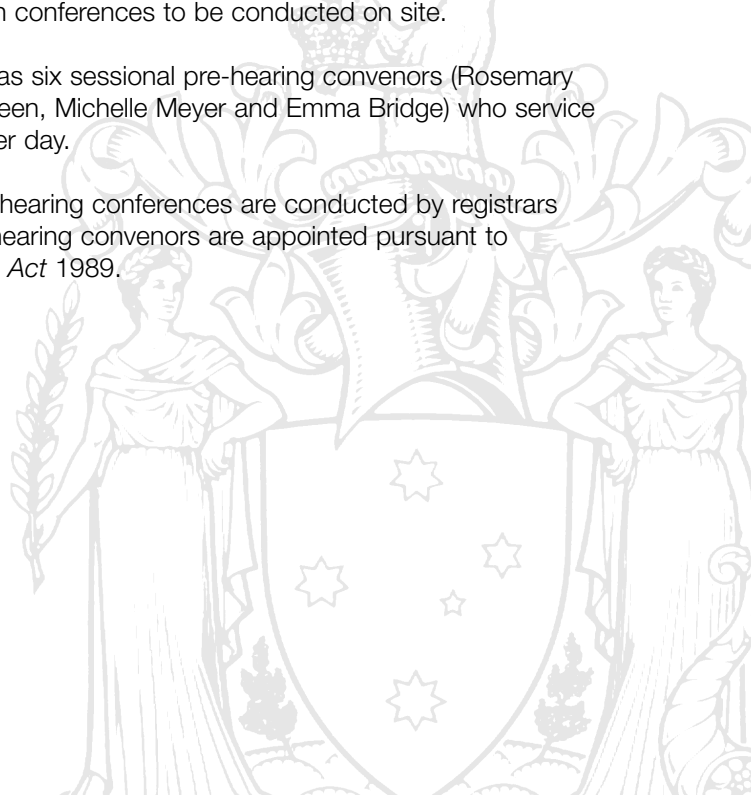 conferences to be conducted on site.
as six sessional pre-hearing convenors (Rosemary
een, Michelle Meyer and Emma Bridge) who service
er day.
hearing conferences are conducted by registrars
hearing convenors are appointed pursuant to
Act 1989.